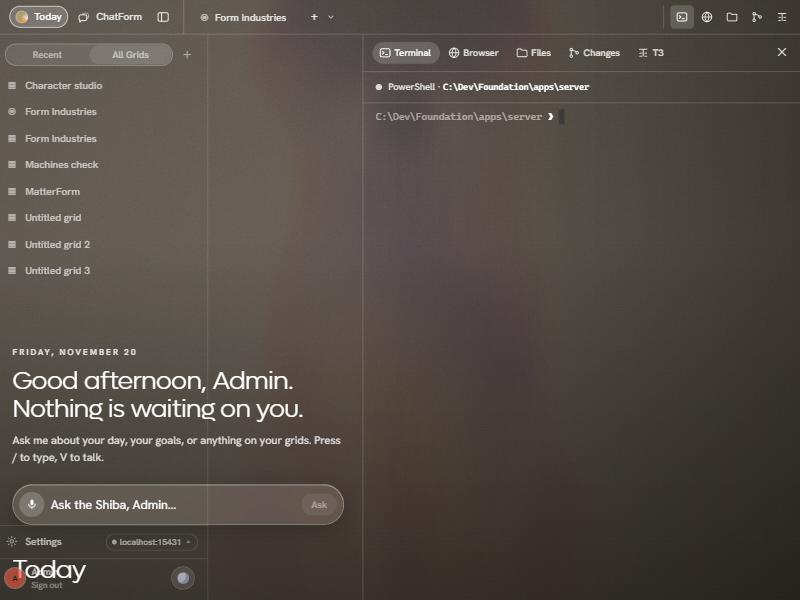 Today
ChatForm
Form Industries
Recent
All Grids
Character studio
Form Industries
Form Industries
Machines check
MatterForm
Untitled grid
Untitled grid 2
Untitled grid 3
FRIDAY, NOVEMBER 20
Good afternoon, Admin.
Nothing is waiting on you.
Ask me about your day, your goals, or anything on your grids. Press
/ to type, V to talk.
Ask the Shiba, Admin...
Ask
Settings
localhost:15431
Today
Sign out
Terminal
Browser
Files
Changes
T3
PowerShell · C:\Dev\Foundation\apps\server
C:\Dev\Foundation\apps\server ❯